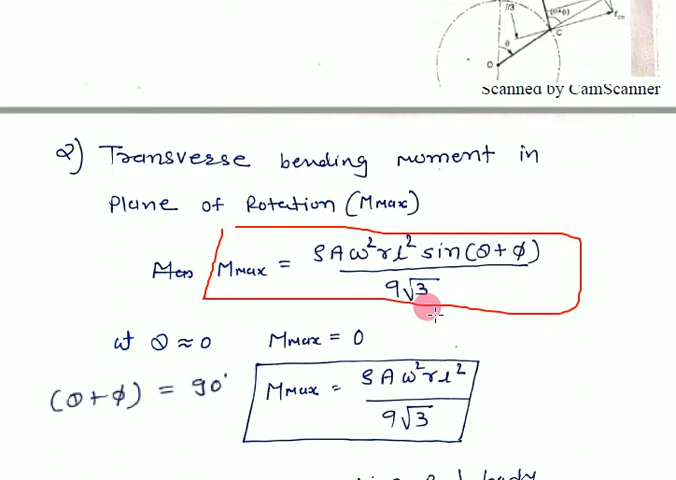 l/3
(θ+φ)
C
θ
O
Scanned by CamScanner
2) Transverse bending moment in
Plane of Rotation (Mmax)
Mmax = ρAω²rl² sin(θ+φ) / 9√3
at θ ≈ 0 Mmax = 0
(θ+φ) = 90° Mmax = ρAω²rl² / 9√3